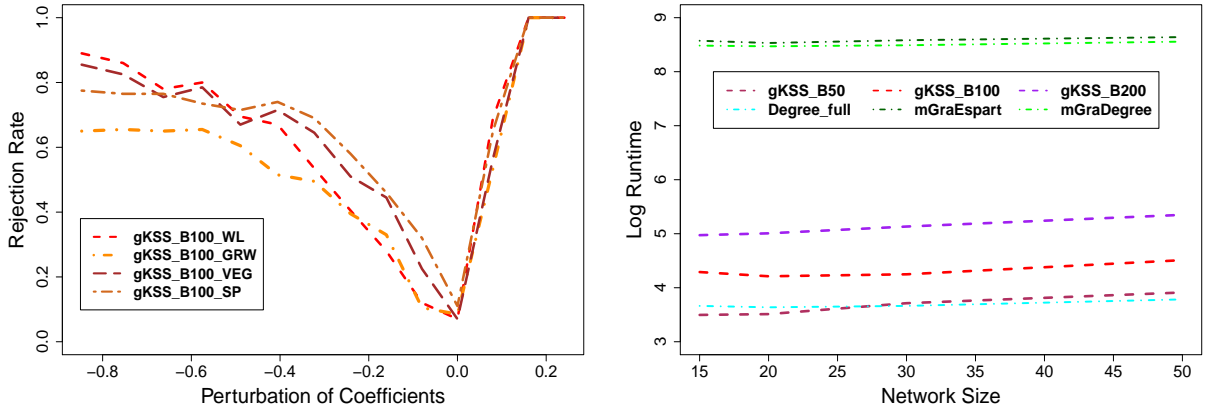 Rejection Rate
1.0
0.8
0.6
0.4
0.2
0.0
gKSS_B100_WL
gKSS_B100_GRW
gKSS_B100_VEG
gKSS_B100_SP
−0.8 −0.6 −0.4 −0.2 0.0 0.2
Perturbation of Coefficients
Log Runtime
9
8
7
6
5
4
3
gKSS_B50 gKSS_B100 gKSS_B200
Degree_full mGraEspart mGraDegree
15 20 25 30 35 40 45 50
Network Size